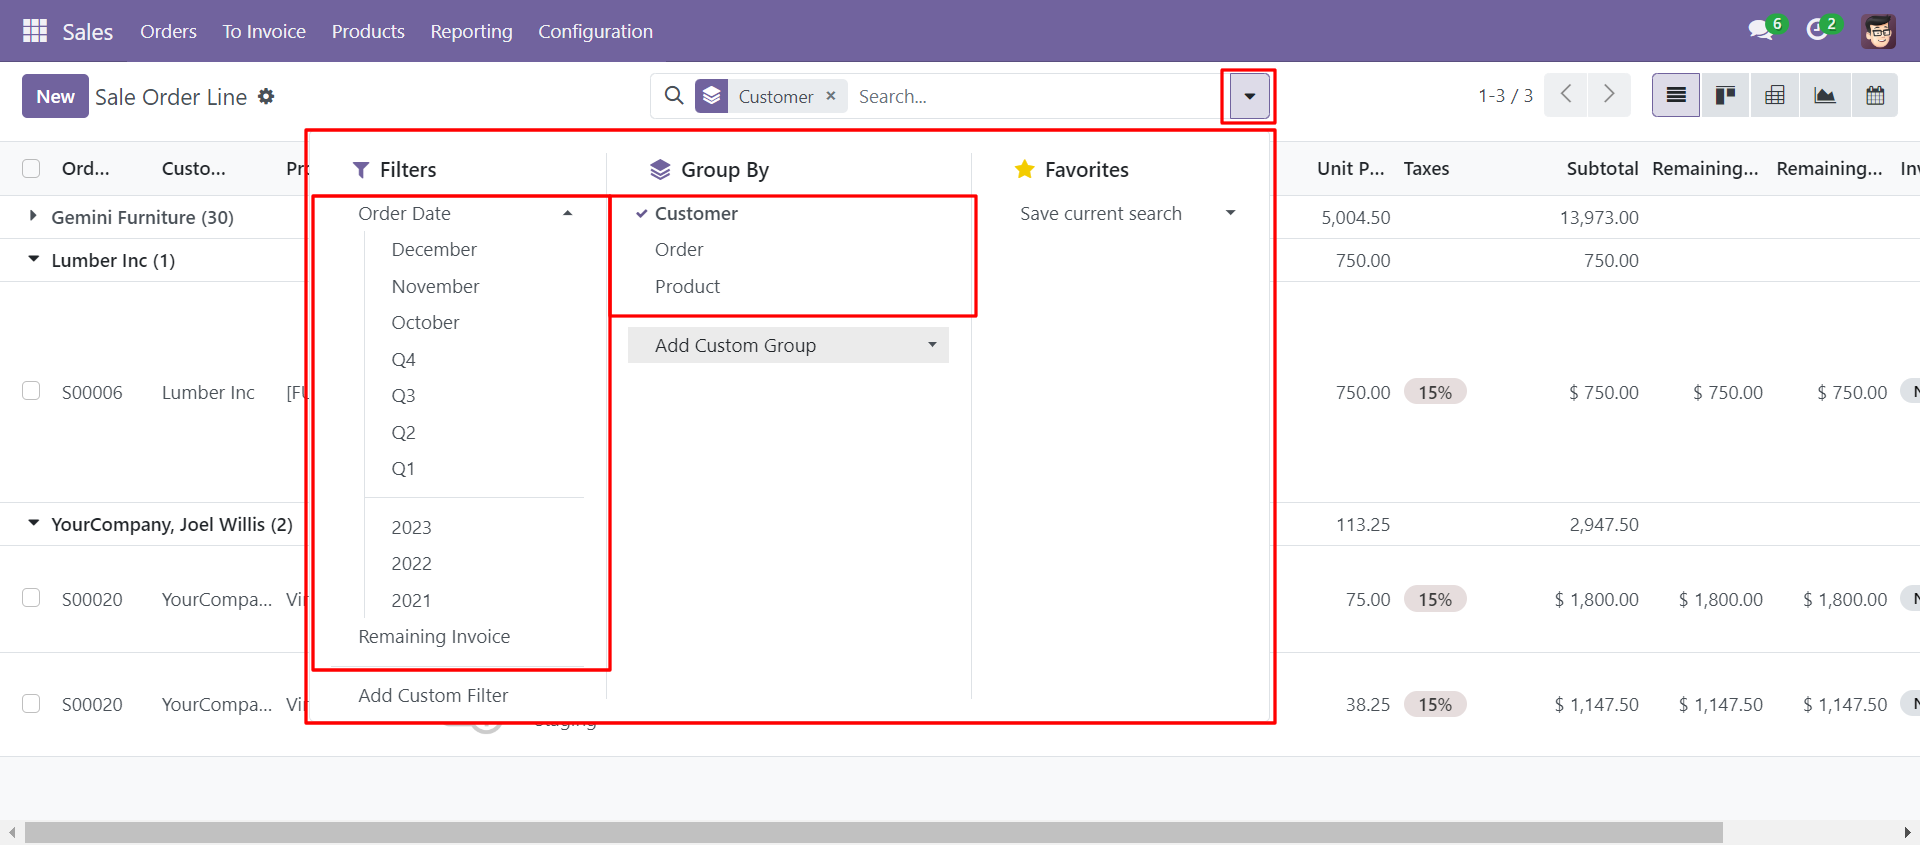 Sales Orders To Invoice Products Reporting Configuration 6 2
New Sale Order Line Customer × Search... 1-3 / 3
Filters Group By Favorites
Ord... Custo... Pr Unit P... Taxes Subtotal Remaining... Remaining... Inv
Order Date Customer Save current search
Gemini Furniture (30) 5,004.50 13,973.00
December Order
Lumber Inc (1) 750.00 750.00
November Product
October
Add Custom Group
Q4
S00006 Lumber Inc [FU 750.00 15% $ 750.00 $ 750.00 $ 750.00 N
Q3
Q2
Q1
YourCompany, Joel Willis (2) 113.25 2,947.50
2023
2022
S00020 YourCompa... Vir 75.00 15% $ 1,800.00 $ 1,800.00 $ 1,800.00 N
2021
Remaining Invoice
Add Custom Filter
S00020 YourCompa... Vir 38.25 15% $ 1,147.50 $ 1,147.50 $ 1,147.50 N